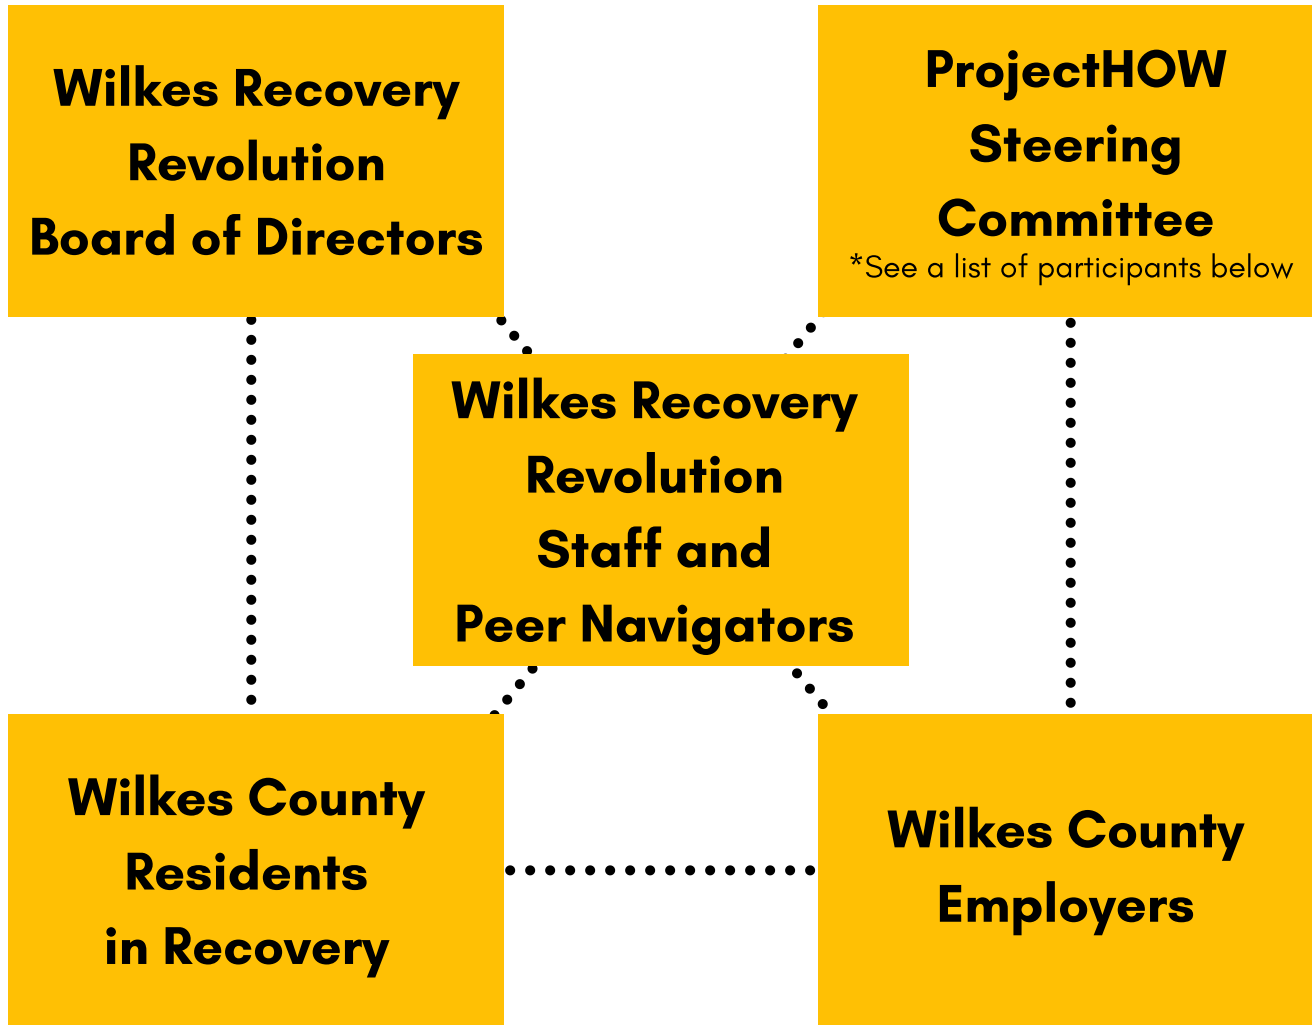 Wilkes Recovery
Revolution
Board of Directors
ProjectHOW
Steering
Committee
*See a list of participants below
Wilkes Recovery
Revolution
Staff and
Peer Navigators
Wilkes County
Residents
in Recovery
Wilkes County
Employers